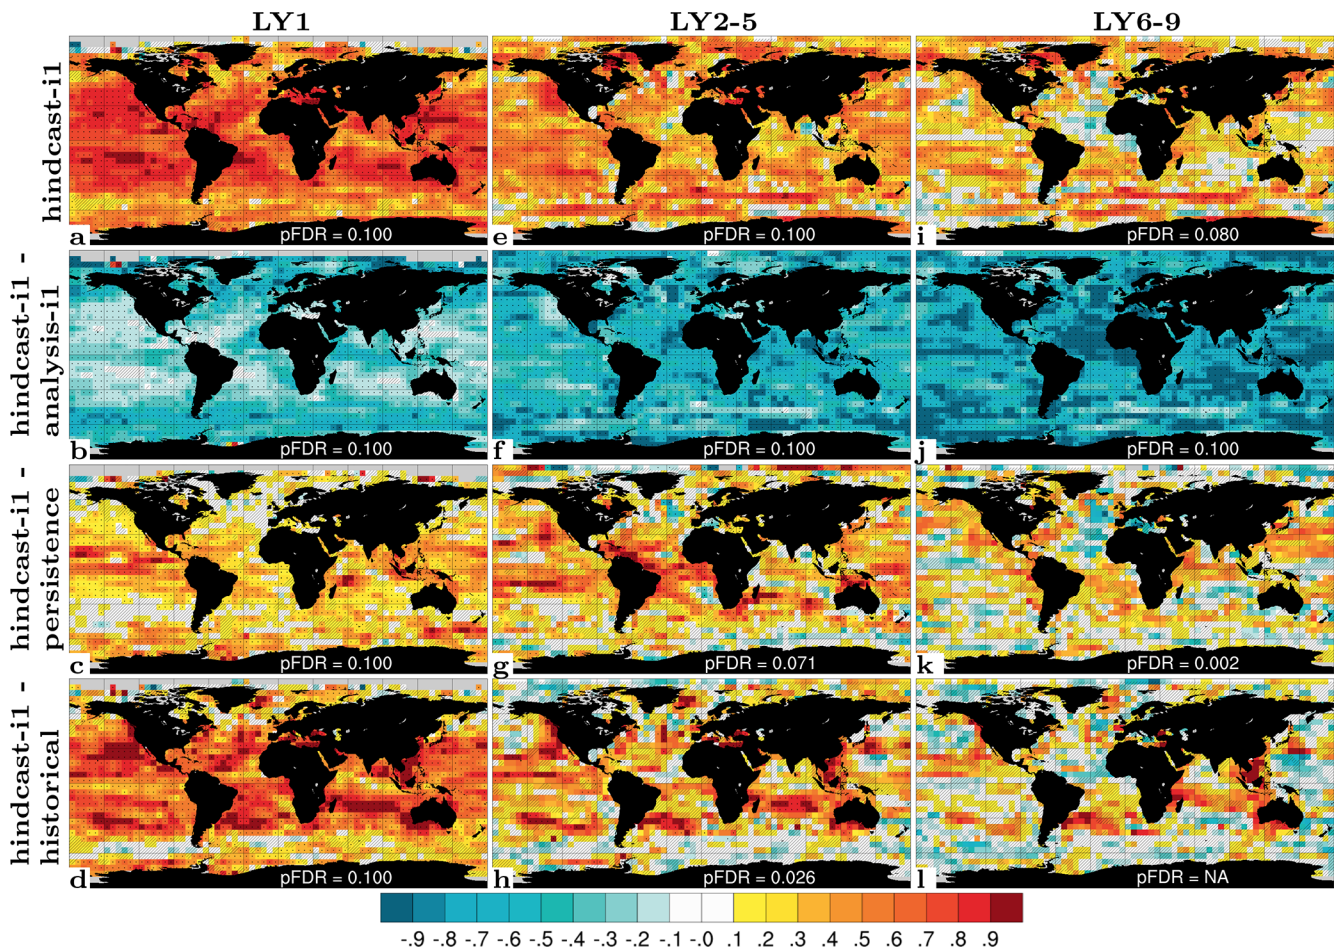 LY1 LY2-5 LY6-9
hindcast-i1
a pFDR = 0.100
e pFDR = 0.100
i pFDR = 0.080
hindcast-i1 -
analysis-i1
b pFDR = 0.100
f pFDR = 0.100
j pFDR = 0.100
hindcast-i1 -
persistence
c pFDR = 0.100
g pFDR = 0.071
k pFDR = 0.002
hindcast-i1 -
historical
d pFDR = 0.100
h pFDR = 0.026
l pFDR = NA
-.9 -.8 -.7 -.6 -.5 -.4 -.3 -.2 -.1 -.0 .1 .2 .3 .4 .5 .6 .7 .8 .9